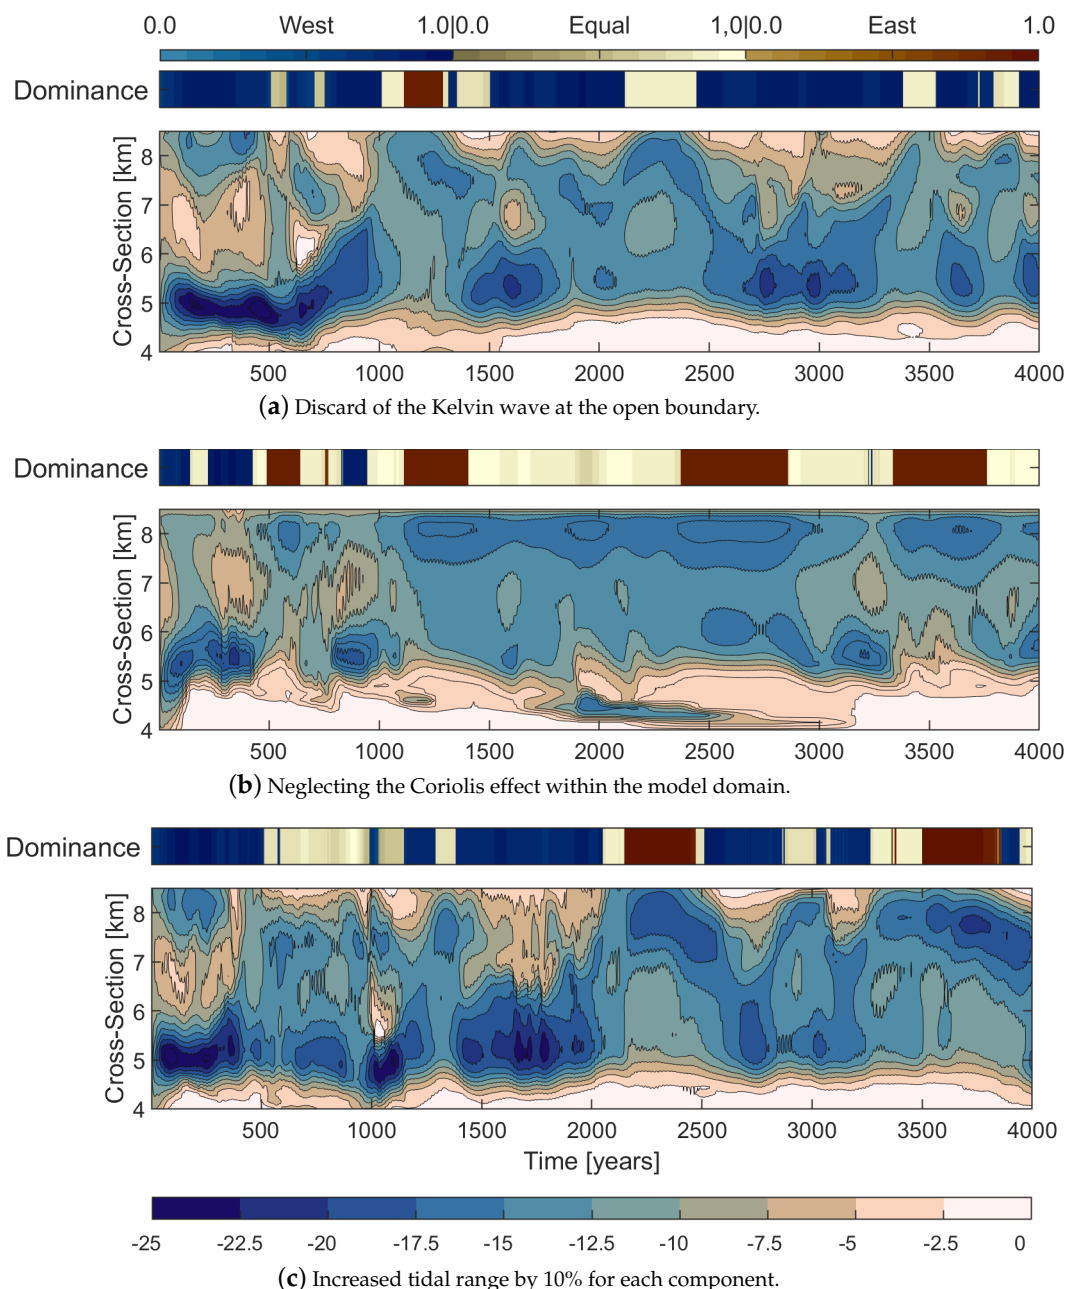 0.0 West 1.0|0.0 Equal 1,0|0.0 East 1.0
Dominance
Cross-Section [km]
8
7
6
5
4
500 1000 1500 2000 2500 3000 3500 4000
(a) Discard of the Kelvin wave at the open boundary.
Dominance
Cross-Section [km]
8
7
6
5
4
500 1000 1500 2000 2500 3000 3500 4000
(b) Neglecting the Coriolis effect within the model domain.
Dominance
Cross-Section [km]
8
7
6
5
4
500 1000 1500 2000 2500 3000 3500 4000
Time [years]
-25 -22.5 -20 -17.5 -15 -12.5 -10 -7.5 -5 -2.5 0
(c) Increased tidal range by 10% for each component.